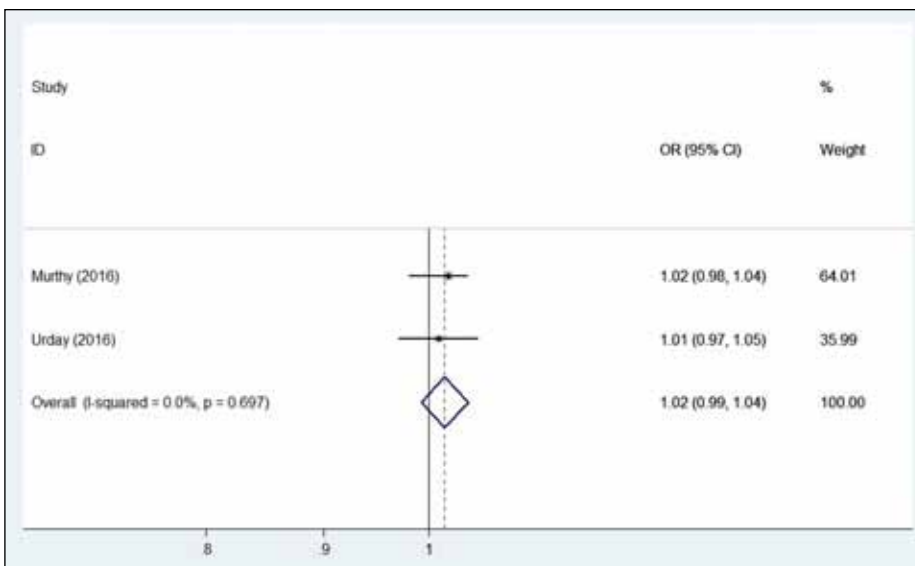 Study %
ID OR (95% CI) Weight
Murthy (2016) 1.02 (0.98, 1.04) 64.01
Urday (2016) 1.01 (0.97, 1.05) 35.99
Overall (I-squared = 0.0%, p = 0.697) 1.02 (0.99, 1.04) 100.00
.8 .9 1